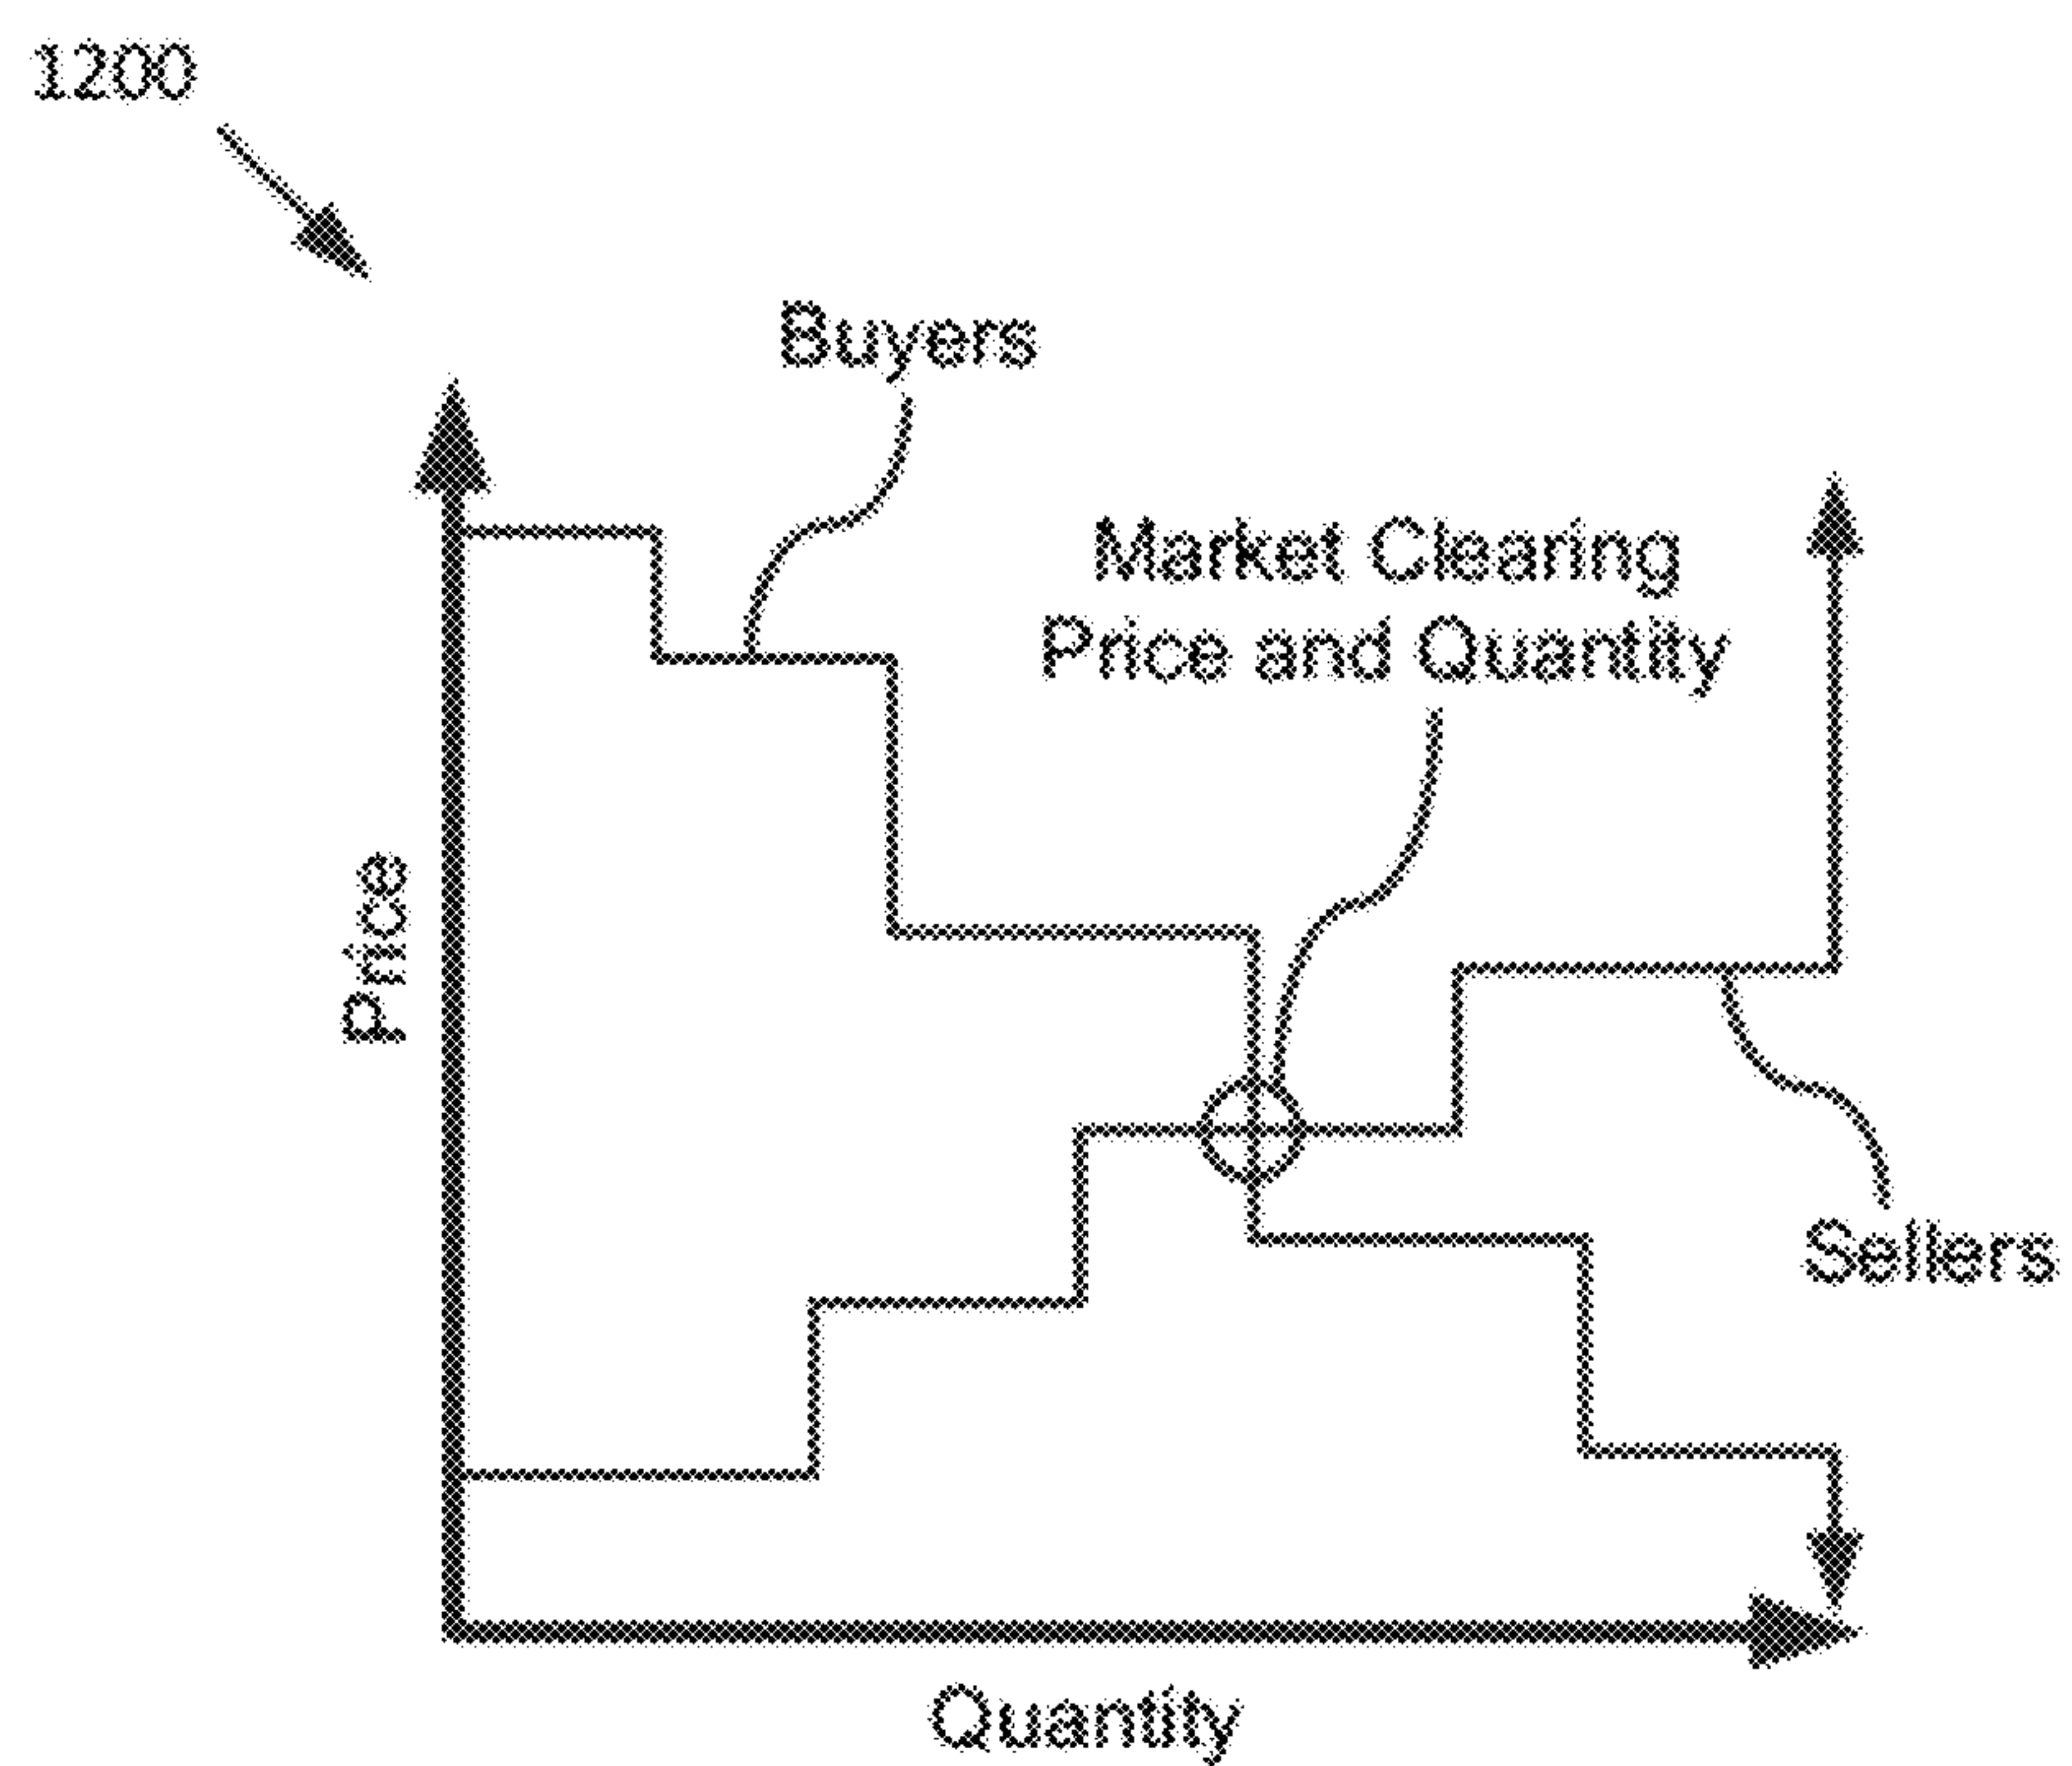 1200
Buyers
Market Clearing
Price and Quantity
Price
Sellers
Quantity